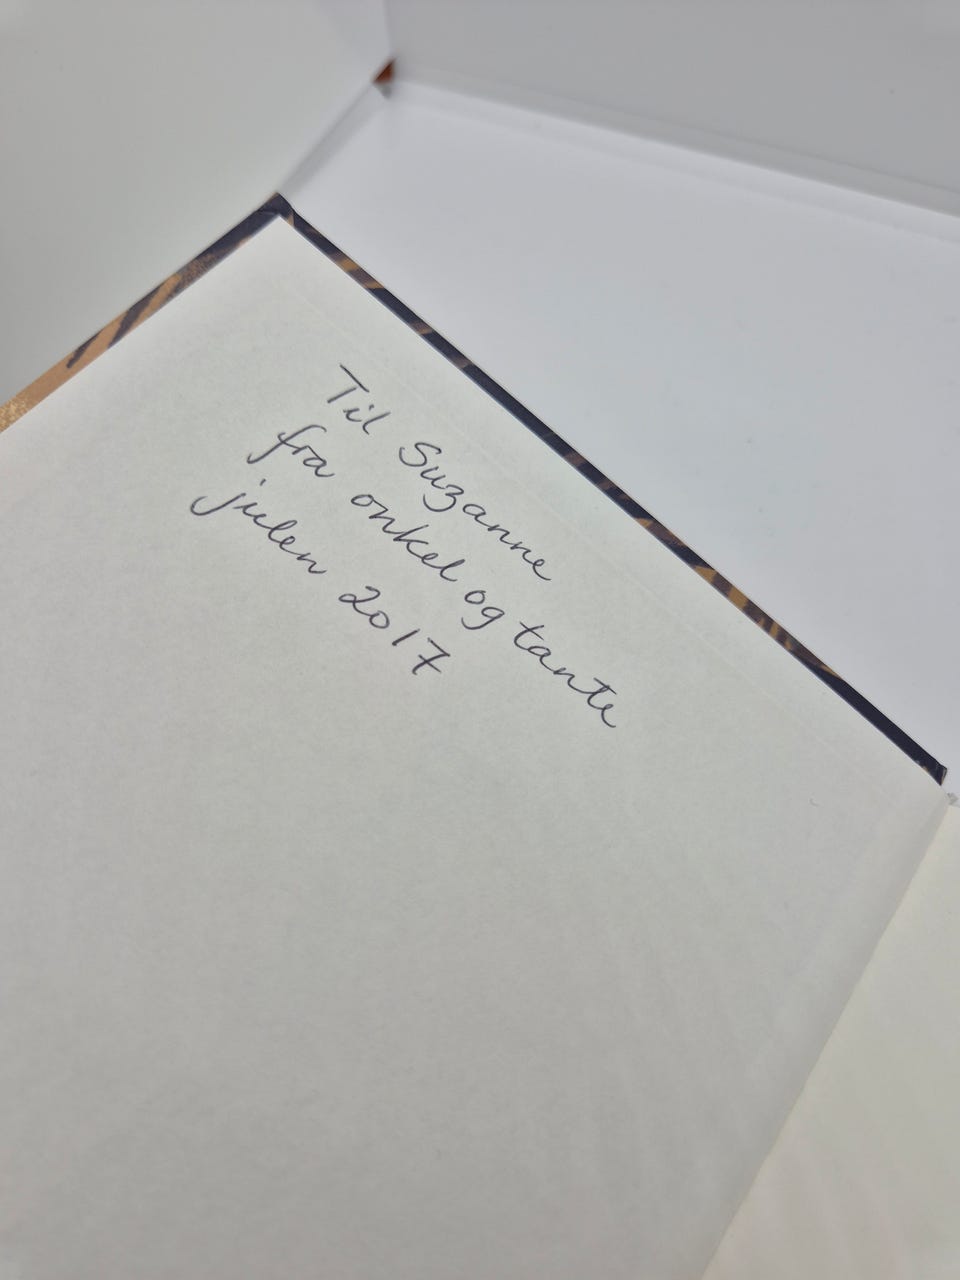 Til Suzanne
fra onkel og tante
julen 2017